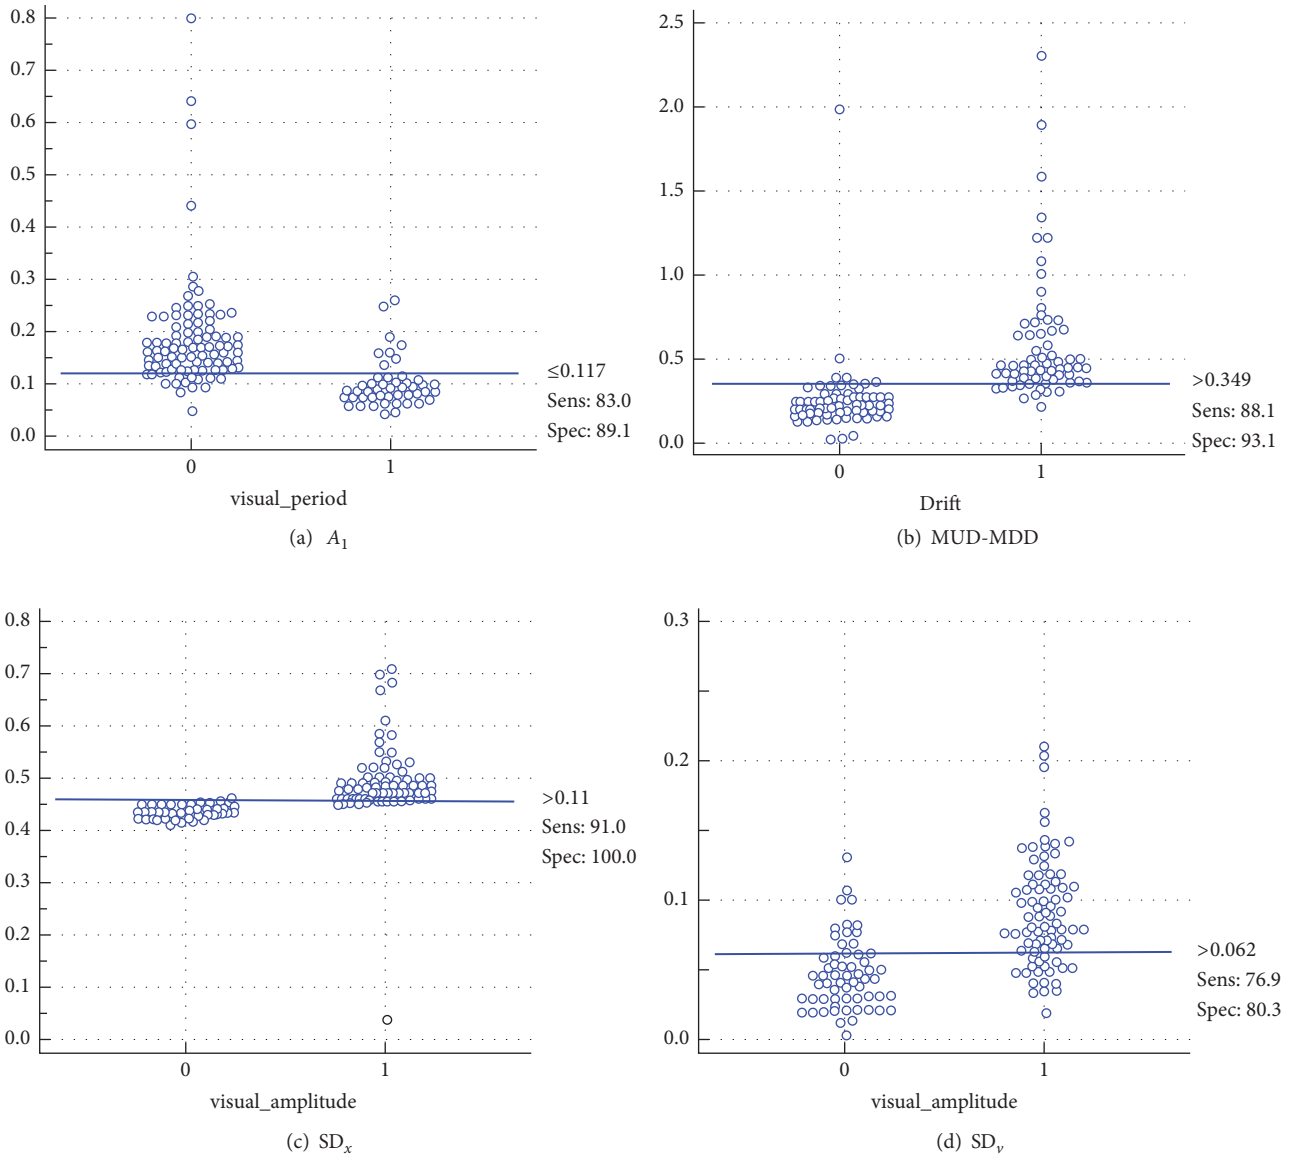 0.8
0.7
0.6
0.5
0.4
0.3
0.2
0.1
0.0
0 1
≤0.117
Sens: 83.0
Spec: 89.1
visual_period
(a) A1
2.5
2.0
1.5
1.0
0.5
0.0
0 1
>0.349
Sens: 88.1
Spec: 93.1
Drift
(b) MUD-MDD
0.8
0.7
0.6
0.5
0.4
0.3
0.2
0.1
0.0
0 1
>0.11
Sens: 91.0
Spec: 100.0
visual_amplitude
(c) SDx
0.3
0.2
0.1
0.0
0 1
>0.062
Sens: 76.9
Spec: 80.3
visual_amplitude
(d) SDy